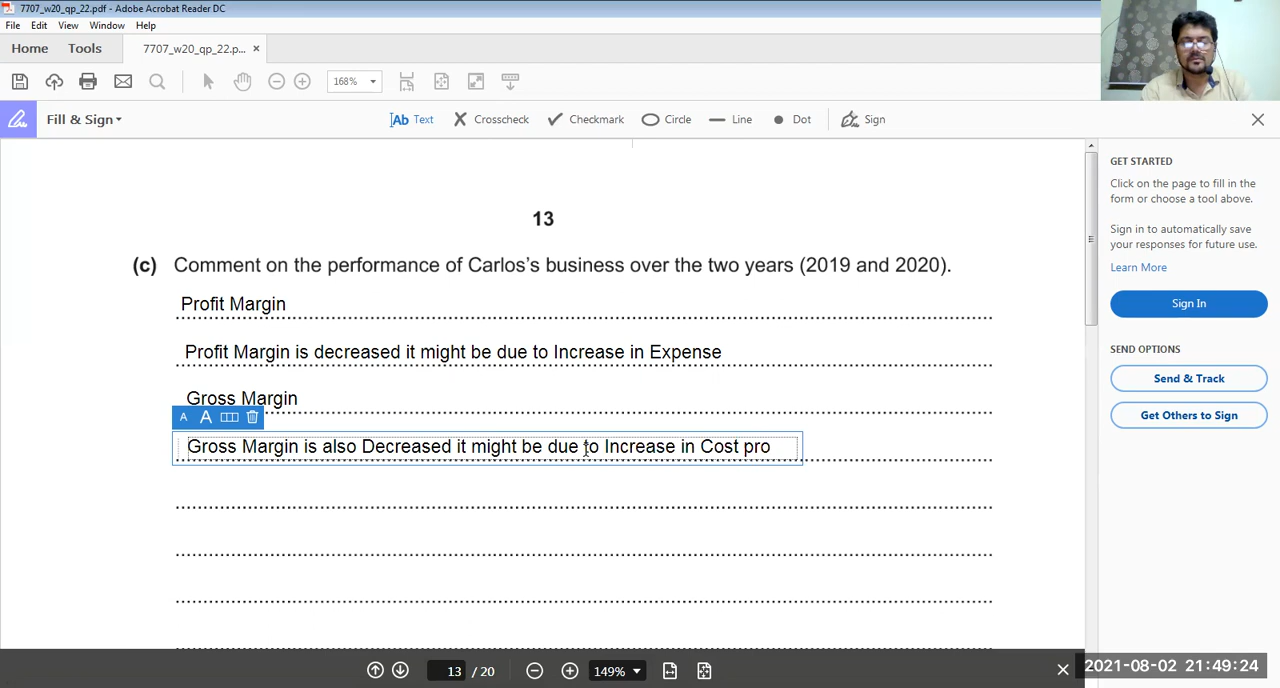 7707_w20_qp_22.pdf - Adobe Acrobat Reader DC
File Edit View Window Help
Home Tools 7707_w20_qp_22.p... ×
168%
Fill & Sign
Ab Text Crosscheck Checkmark Circle Line Dot Sign
13
(c) Comment on the performance of Carlos's business over the two years (2019 and 2020).
Profit Margin
Profit Margin is decreased it might be due to Increase in Expense
Gross Margin
A A
Gross Margin is also Decreased it might be due to Increase in Cost pro
GET STARTED
Click on the page to fill in the
form or choose a tool above.
Sign in to automatically save
your responses for future use.
Learn More
Sign In
SEND OPTIONS
Send & Track
Get Others to Sign
13 / 20 149%
2021-08-02 21:49:24